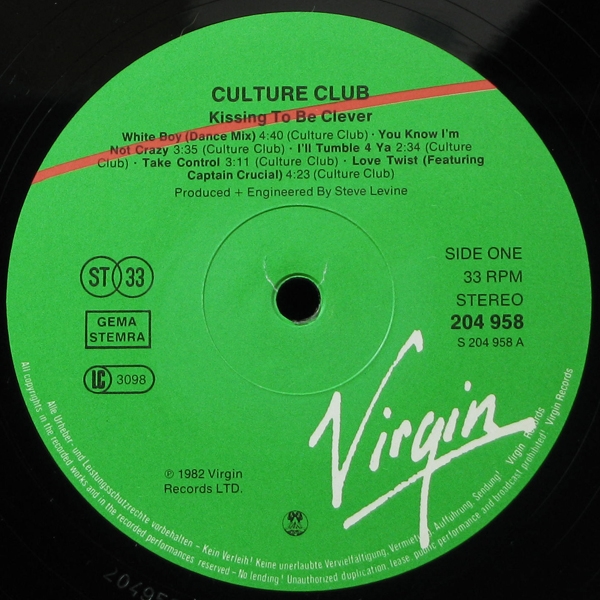 CULTURE CLUB
Kissing To Be Clever
White Boy (Dance Mix) 4:40 (Culture Club) · You Know I'm
Not Crazy 3:35 (Culture Club) · I'll Tumble 4 Ya 2:34 (Culture
Club) · Take Control 3:11 (Culture Club) · Love Twist (Featuring
Captain Crucial) 4:23 (Culture Club)
Produced + Engineered By Steve Levine
ST 33
GEMA
STEMRA
LC 3098
SIDE ONE
33 RPM
STEREO
204 958
S 204 958 A
Virgin
℗ 1982 Virgin
Records LTD.
Alle Urheber- und Leistungsschutzrechte vorbehalten – Kein Verleih! Keine unerlaubte Vervielfältigung, Vermietung, Aufführung, Sendung! Virgin Records
All copyrights in the recorded works and in the recorded performances reserved – No lending! Unauthorized duplication, lease, public performance and broadcast prohibited! Virgin Records